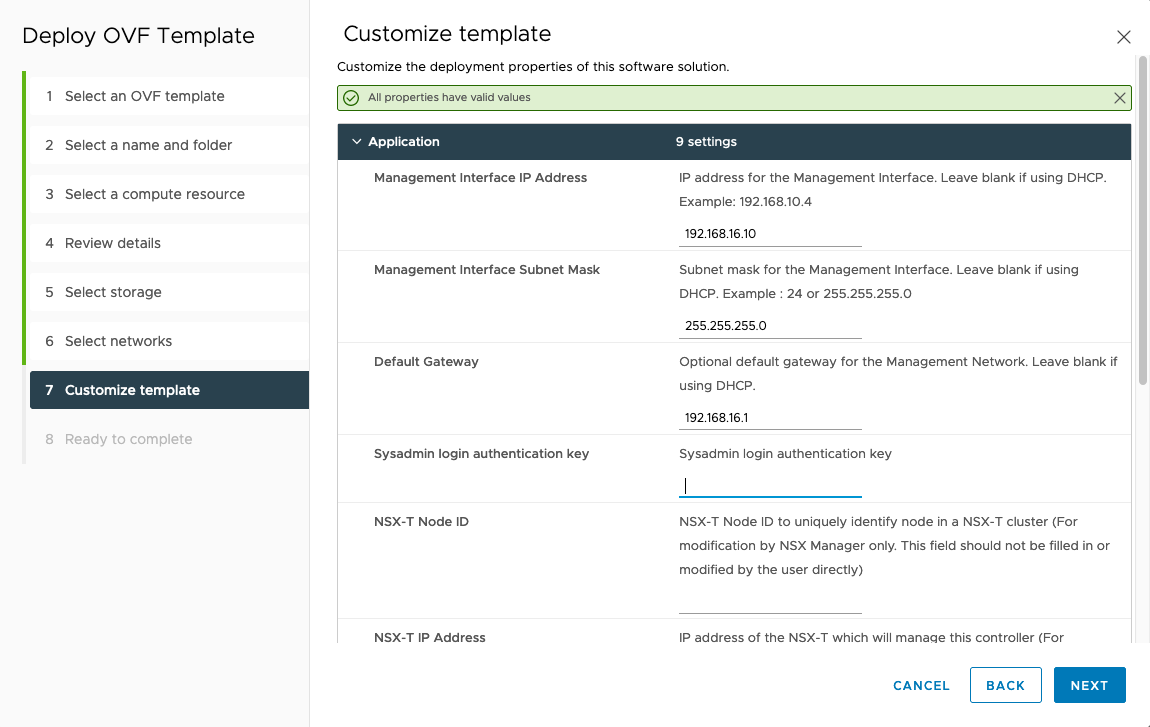 Deploy OVF Template
1 Select an OVF template
2 Select a name and folder
3 Select a compute resource
4 Review details
5 Select storage
6 Select networks
7 Customize template
8 Ready to complete
Customize template
Customize the deployment properties of this software solution.
All properties have valid values
Application 9 settings
Management Interface IP Address
IP address for the Management Interface. Leave blank if using DHCP.
Example: 192.168.10.4
192.168.16.10
Management Interface Subnet Mask
Subnet mask for the Management Interface. Leave blank if using
DHCP. Example : 24 or 255.255.255.0
255.255.255.0
Default Gateway
Optional default gateway for the Management Network. Leave blank if
using DHCP.
192.168.16.1
Sysadmin login authentication key
Sysadmin login authentication key
NSX-T Node ID
NSX-T Node ID to uniquely identify node in a NSX-T cluster (For
modification by NSX Manager only. This field should not be filled in or
modified by the user directly)
NSX-T IP Address
IP address of the NSX-T which will manage this controller (For
CANCEL
BACK
NEXT